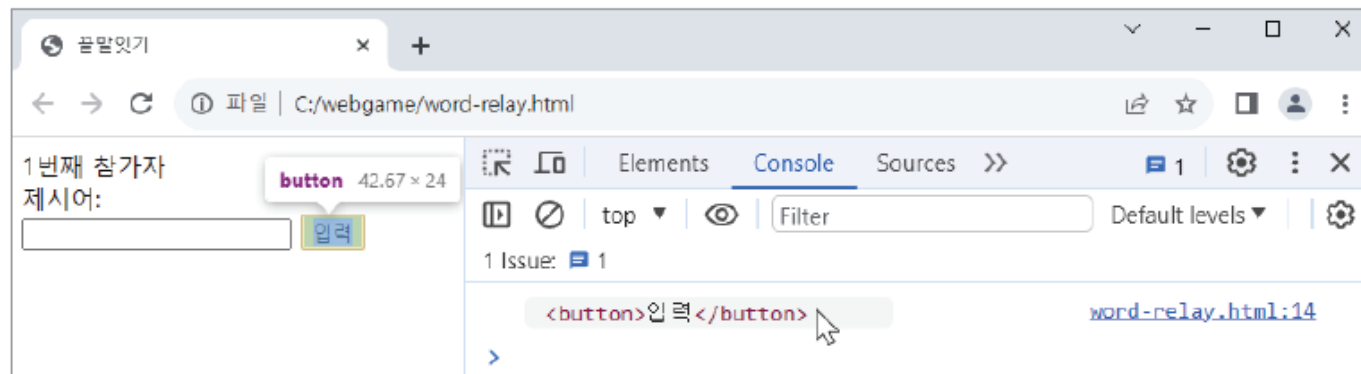 끝말잇기
파일 | C:/webgame/word-relay.html
1번째 참가자
제시어:
button 42.67 × 24
입력
Elements Console Sources 1
top Filter Default levels
1 Issue: 1
<button>입력</button> word-relay.html:14
>